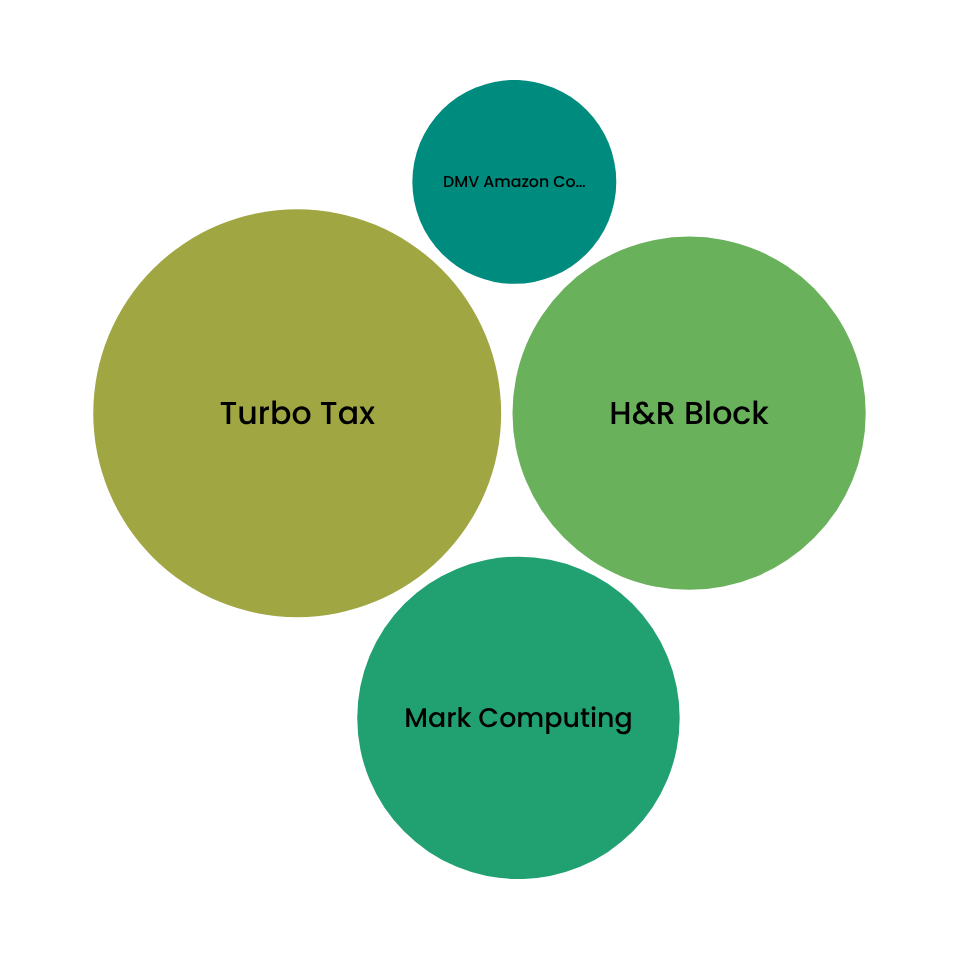 DMV Amazon Co...
Turbo Tax
H&R Block
Mark Computing